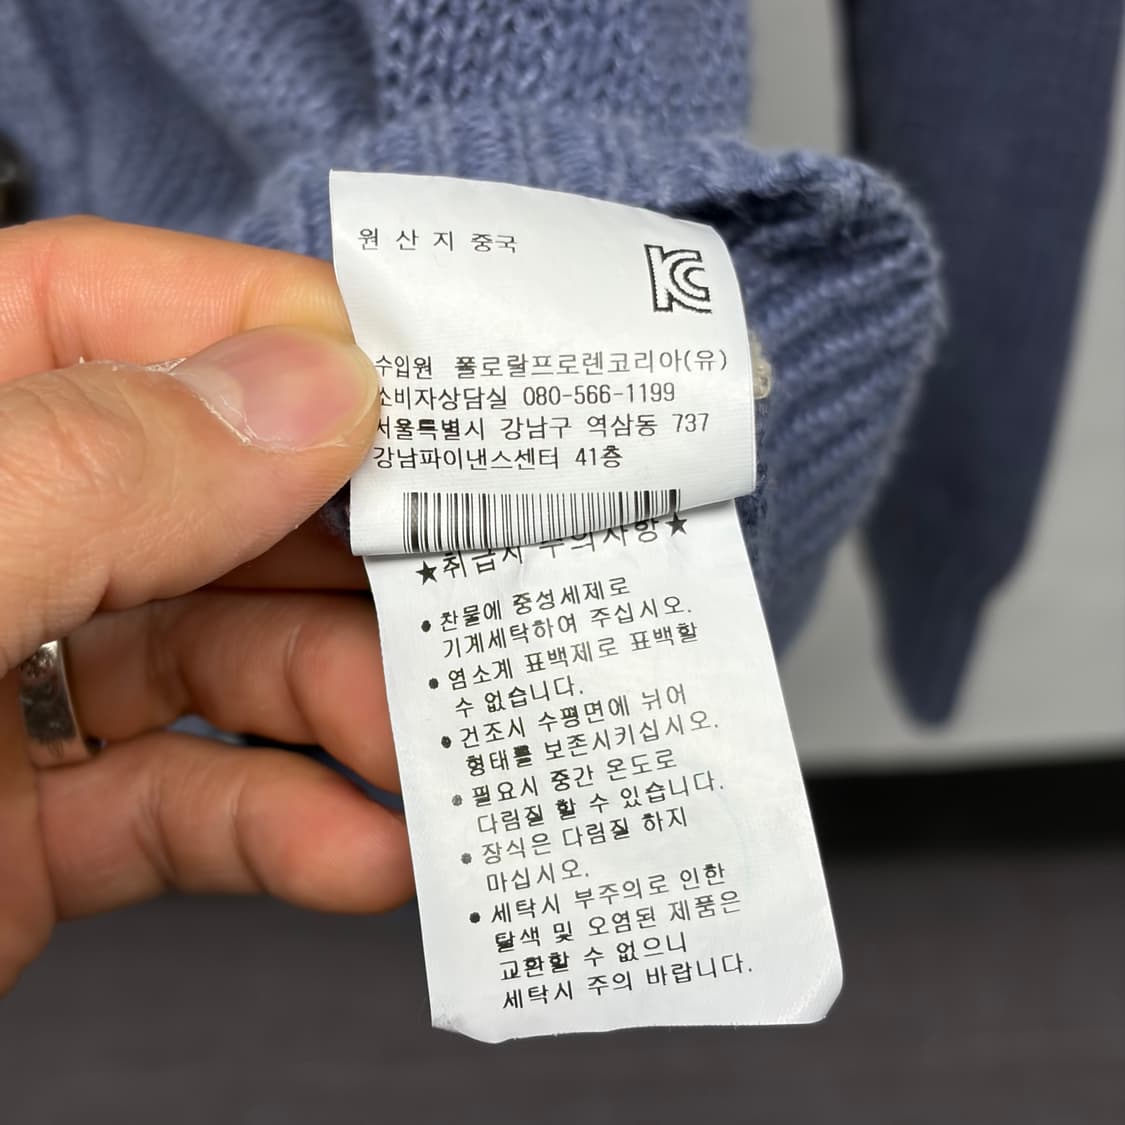 원 산 지 중국
KC
수입원 폴로랄프로렌코리아(유)
소비자상담실 080-566-1199
서울특별시 강남구 역삼동 737
강남파이낸스센터 41층
★취급시 주의사항★
• 찬물에 중성세제로
기계세탁하여 주십시오.
• 염소계 표백제로 표백할
수 없습니다.
• 건조시 수평면에 뉘어
형태를 보존시키십시오.
• 필요시 중간 온도로
다림질 할 수 있습니다.
• 장식은 다림질 하지
마십시오.
• 세탁시 부주의로 인한
탈색 및 오염된 제품은
교환할 수 없으니
세탁시 주의 바랍니다.